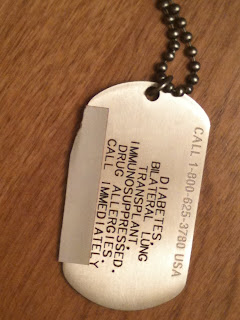 CALL 1-800-625-3780 USA
DIABETES.
BILATERAL LUNG
TRANSPLANT.
IMMUNOSUPPRESSED.
DRUG ALLERGIES.
CALL IMMEDIATELY